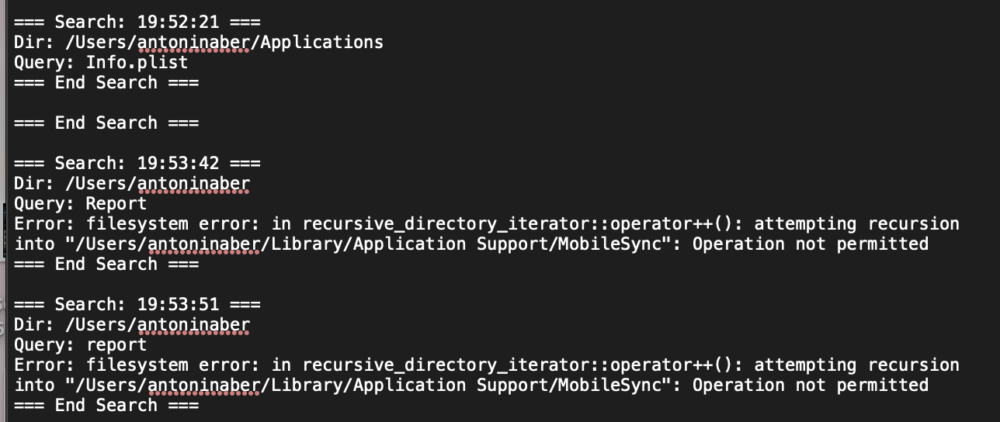 === Search: 19:52:21 ===
Dir: /Users/antoninaber/Applications
Query: Info.plist
=== End Search ===
=== End Search ===
=== Search: 19:53:42 ===
Dir: /Users/antoninaber
Query: Report
Error: filesystem error: in recursive_directory_iterator::operator++(): attempting recursion
into "/Users/antoninaber/Library/Application Support/MobileSync": Operation not permitted
=== End Search ===
=== Search: 19:53:51 ===
Dir: /Users/antoninaber
Query: report
Error: filesystem error: in recursive_directory_iterator::operator++(): attempting recursion
into "/Users/antoninaber/Library/Application Support/MobileSync": Operation not permitted
=== End Search ===